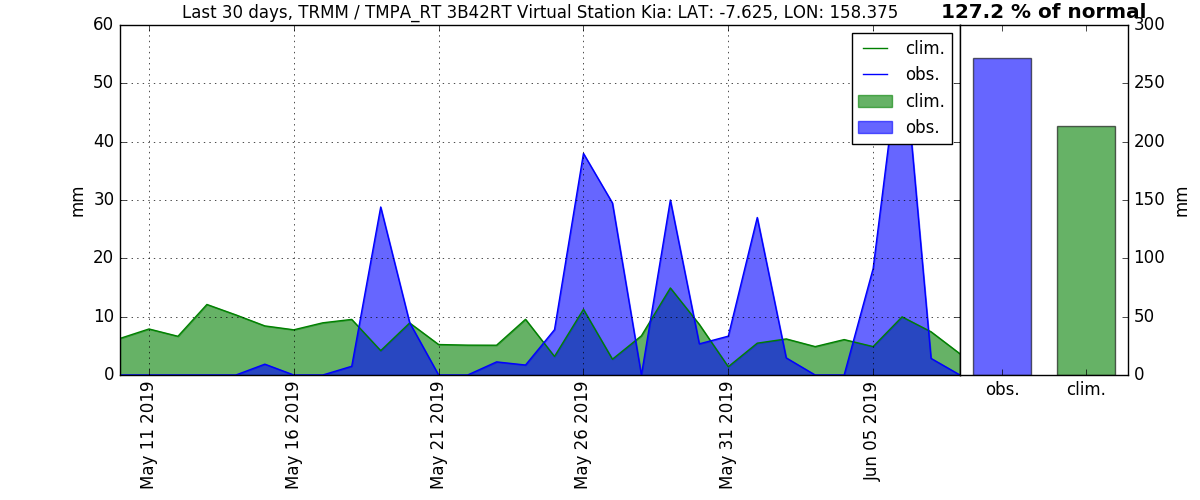 Last 30 days, TRMM / TMPA_RT 3B42RT Virtual Station Kia: LAT: -7.625, LON: 158.375
127.2 % of normal
60
50
40
30
20
10
0
mm
clim.
obs.
clim.
obs.
May 11 2019
May 16 2019
May 21 2019
May 26 2019
May 31 2019
Jun 05 2019
300
250
200
150
100
50
0
mm
obs.
clim.